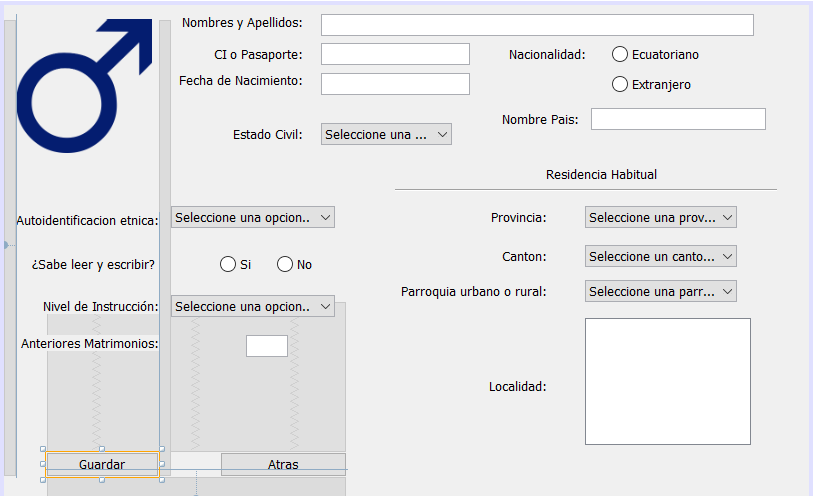 Nombres y Apellidos:
CI o Pasaporte:
Nacionalidad:
Ecuatoriano
Fecha de Nacimiento:
Extranjero
Nombre Pais:
Estado Civil:
Seleccione una ...
Residencia Habitual
Autoidentificacion etnica:
Seleccione una opcion..
Provincia:
Seleccione una prov...
¿Sabe leer y escribir?
Si
No
Canton:
Seleccione un canto...
Parroquia urbano o rural:
Seleccione una parr...
Nivel de Instrucción:
Seleccione una opcion..
Anteriores Matrimonios:
Localidad:
Guardar
Atras